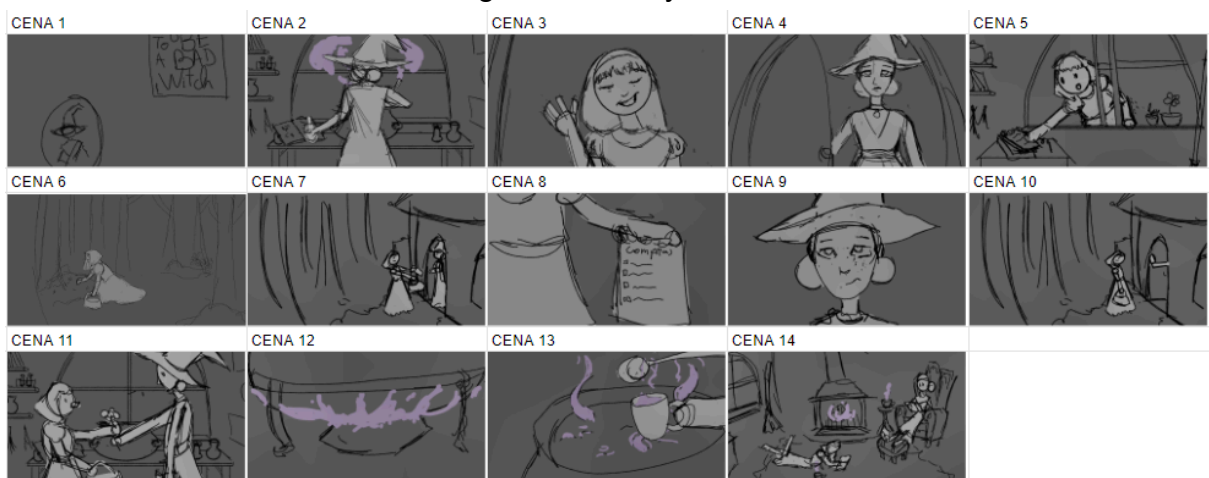 CENA 1
CENA 2
CENA 3
CENA 4
CENA 5
TO BE
A BAD
Witch
CENA 6
CENA 7
CENA 8
CENA 9
CENA 10
Compras
CENA 11
CENA 12
CENA 13
CENA 14